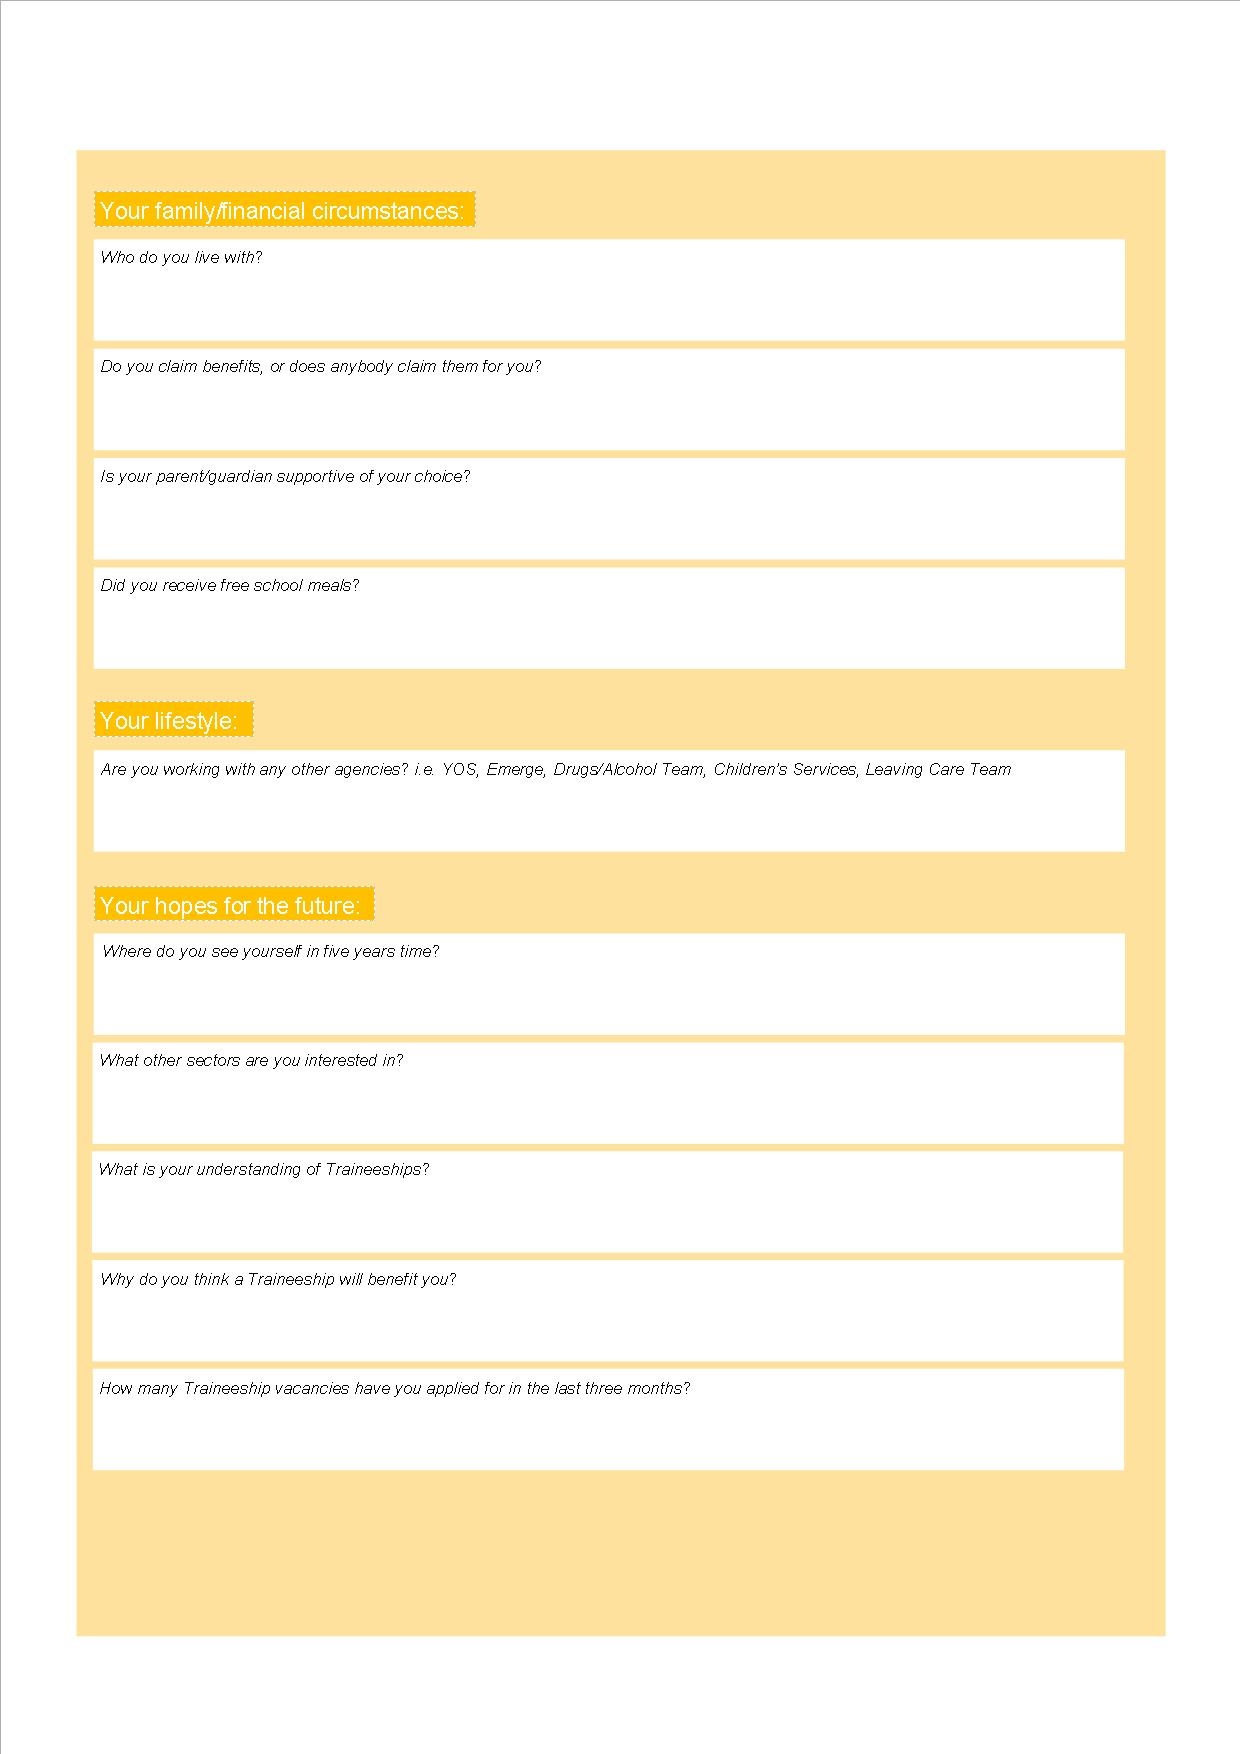 Your family/financial circumstances:
Who do you live with?
Do you claim benefits, or does anybody claim them for you?
Is your parent/guardian supportive of your choice?
Did you receive free school meals?
Your lifestyle:
Are you working with any other agencies? i.e. YOS, Emerge, Drugs/Alcohol Team, Children's Services, Leaving Care Team
Your hopes for the future:
Where do you see yourself in five years time?
What other sectors are you interested in?
What is your understanding of Traineeships?
Why do you think a Traineeship will benefit you?
How many Traineeship vacancies have you applied for in the last three months?